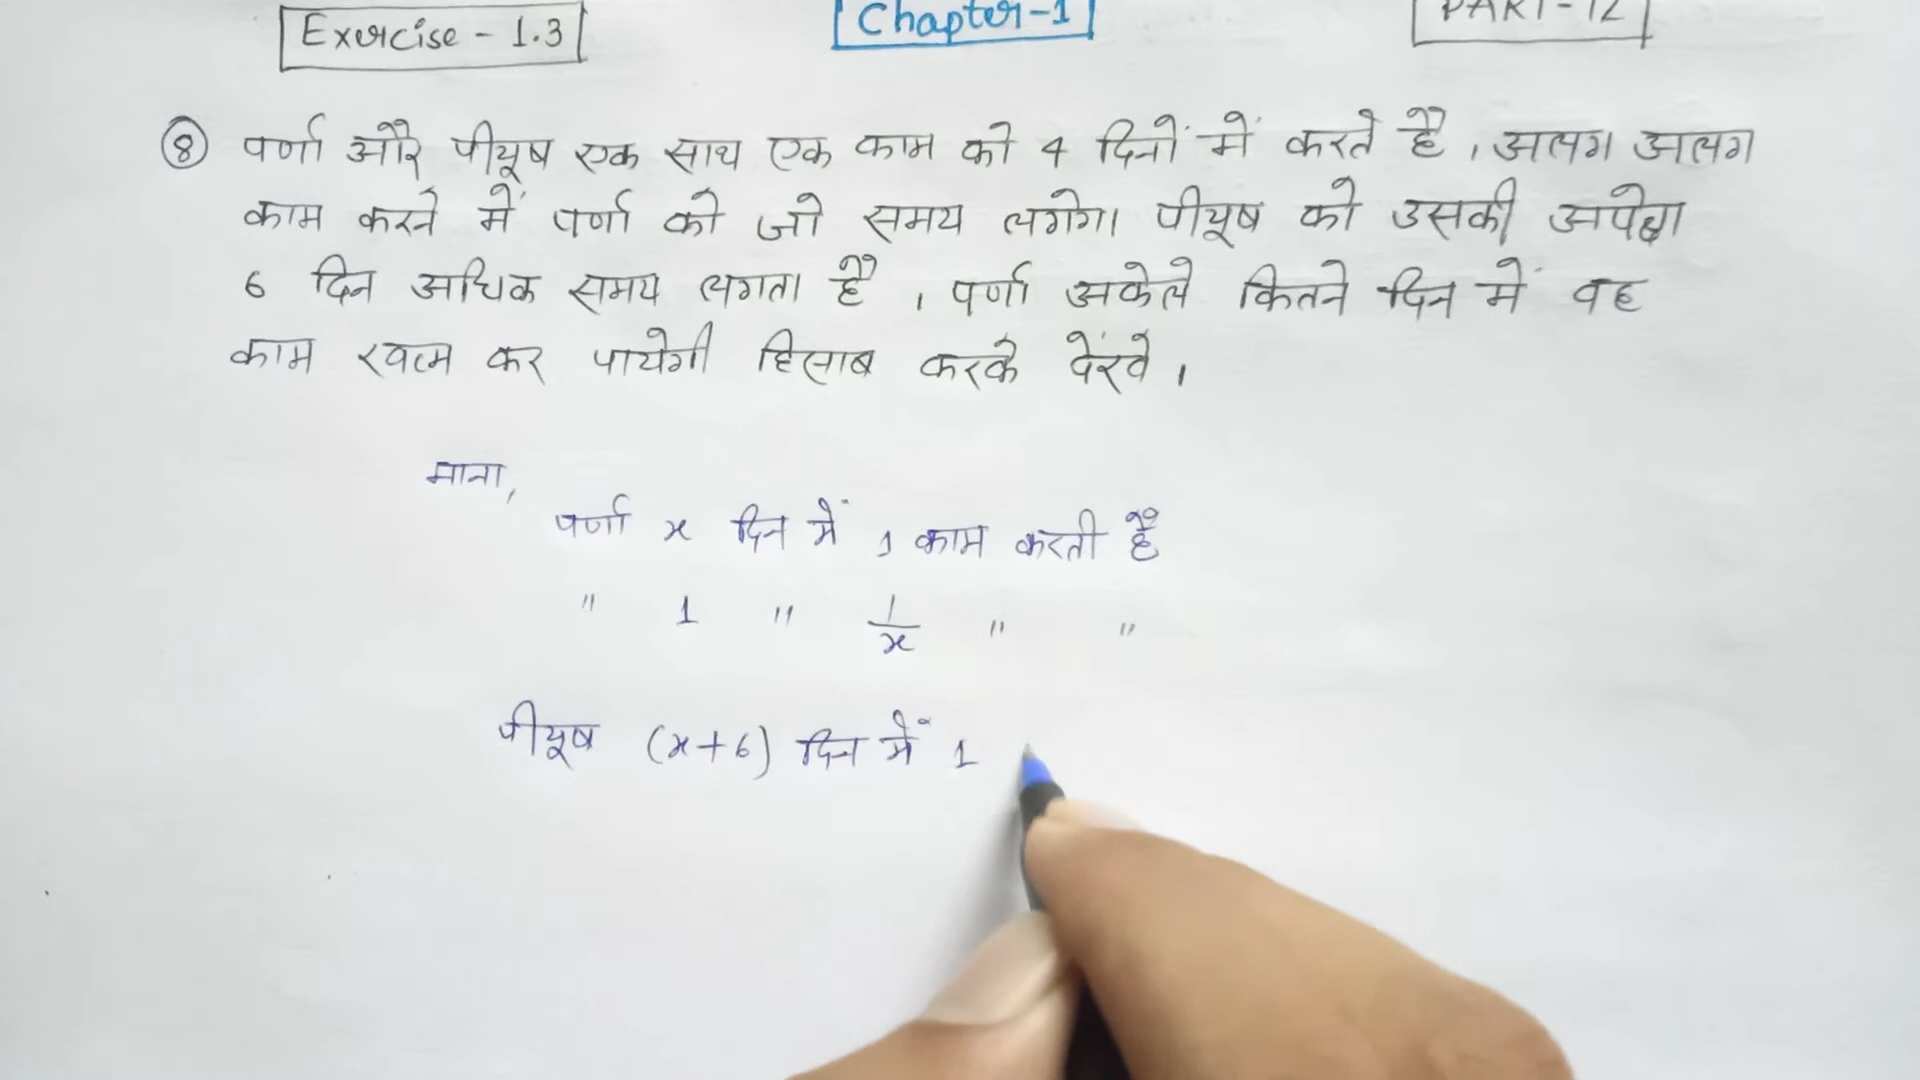 Exercise - 1.3
Chapter-1
PART-12
⑧ पर्णा और पीयूष एक साथ एक काम को 4 दिनों में करते है । अलग अलग
काम करने में पर्णा को जो समय लगेगा पीयूष को उसकी अपेक्षा
6 दिन अधिक समय लगता है । पर्णा अकेले कितने दिन में वह
काम खत्म कर पायेगी हिसाब करके देंखे ।
माना,
पर्णा x दिन में 1 काम करती है
" 1 " 1/x " "
पीयूष (x+6) दिन में 1